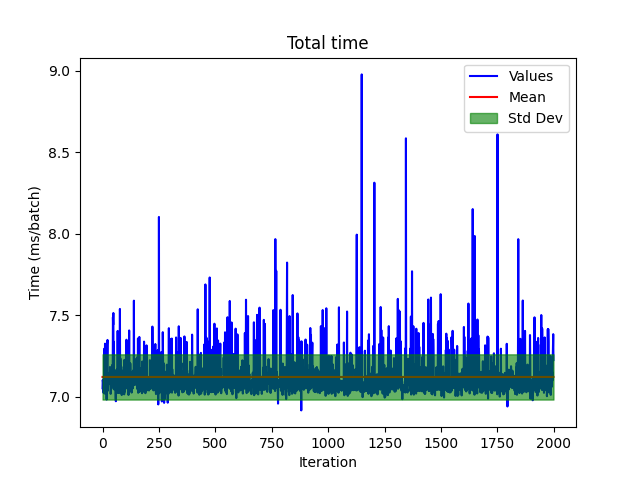 Total time
Time (ms/batch)
9.0
8.5
8.0
7.5
7.0
Values
Mean
Std Dev
0 250 500 750 1000 1250 1500 1750 2000
Iteration